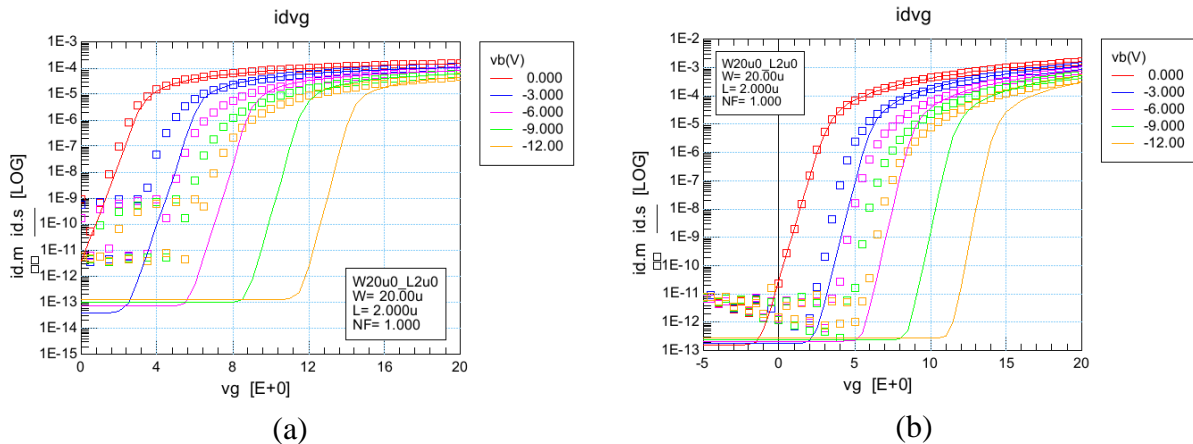 idvg
1E-3
1E-4
1E-5
1E-6
1E-7
1E-8
1E-9
1E-10
1E-11
1E-12
1E-13
1E-14
1E-15
id.m id.s [LOG]
0 4 8 12 16 20
vg [E+0]
W20u0_L2u0
W= 20.00u
L= 2.000u
NF= 1.000
vb(V)
0.000
-3.000
-6.000
-9.000
-12.00
(a)
idvg
1E-2
1E-3
1E-4
1E-5
1E-6
1E-7
1E-8
1E-9
1E-10
1E-11
1E-12
1E-13
id.m id.s [LOG]
-5 0 5 10 15 20
vg [E+0]
W20u0_L2u0
W= 20.00u
L= 2.000u
NF= 1.000
vb(V)
0.000
-3.000
-6.000
-9.000
-12.00
(b)